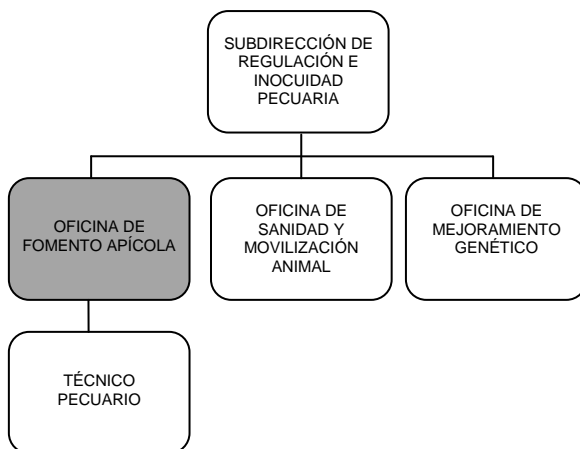 SUBDIRECCIÓN DE
REGULACIÓN E
INOCUIDAD
PECUARIA
OFICINA DE
FOMENTO APÍCOLA
OFICINA DE
SANIDAD Y
MOVILIZACIÓN
ANIMAL
OFICINA DE
MEJORAMIENTO
GENÉTICO
TÉCNICO
PECUARIO